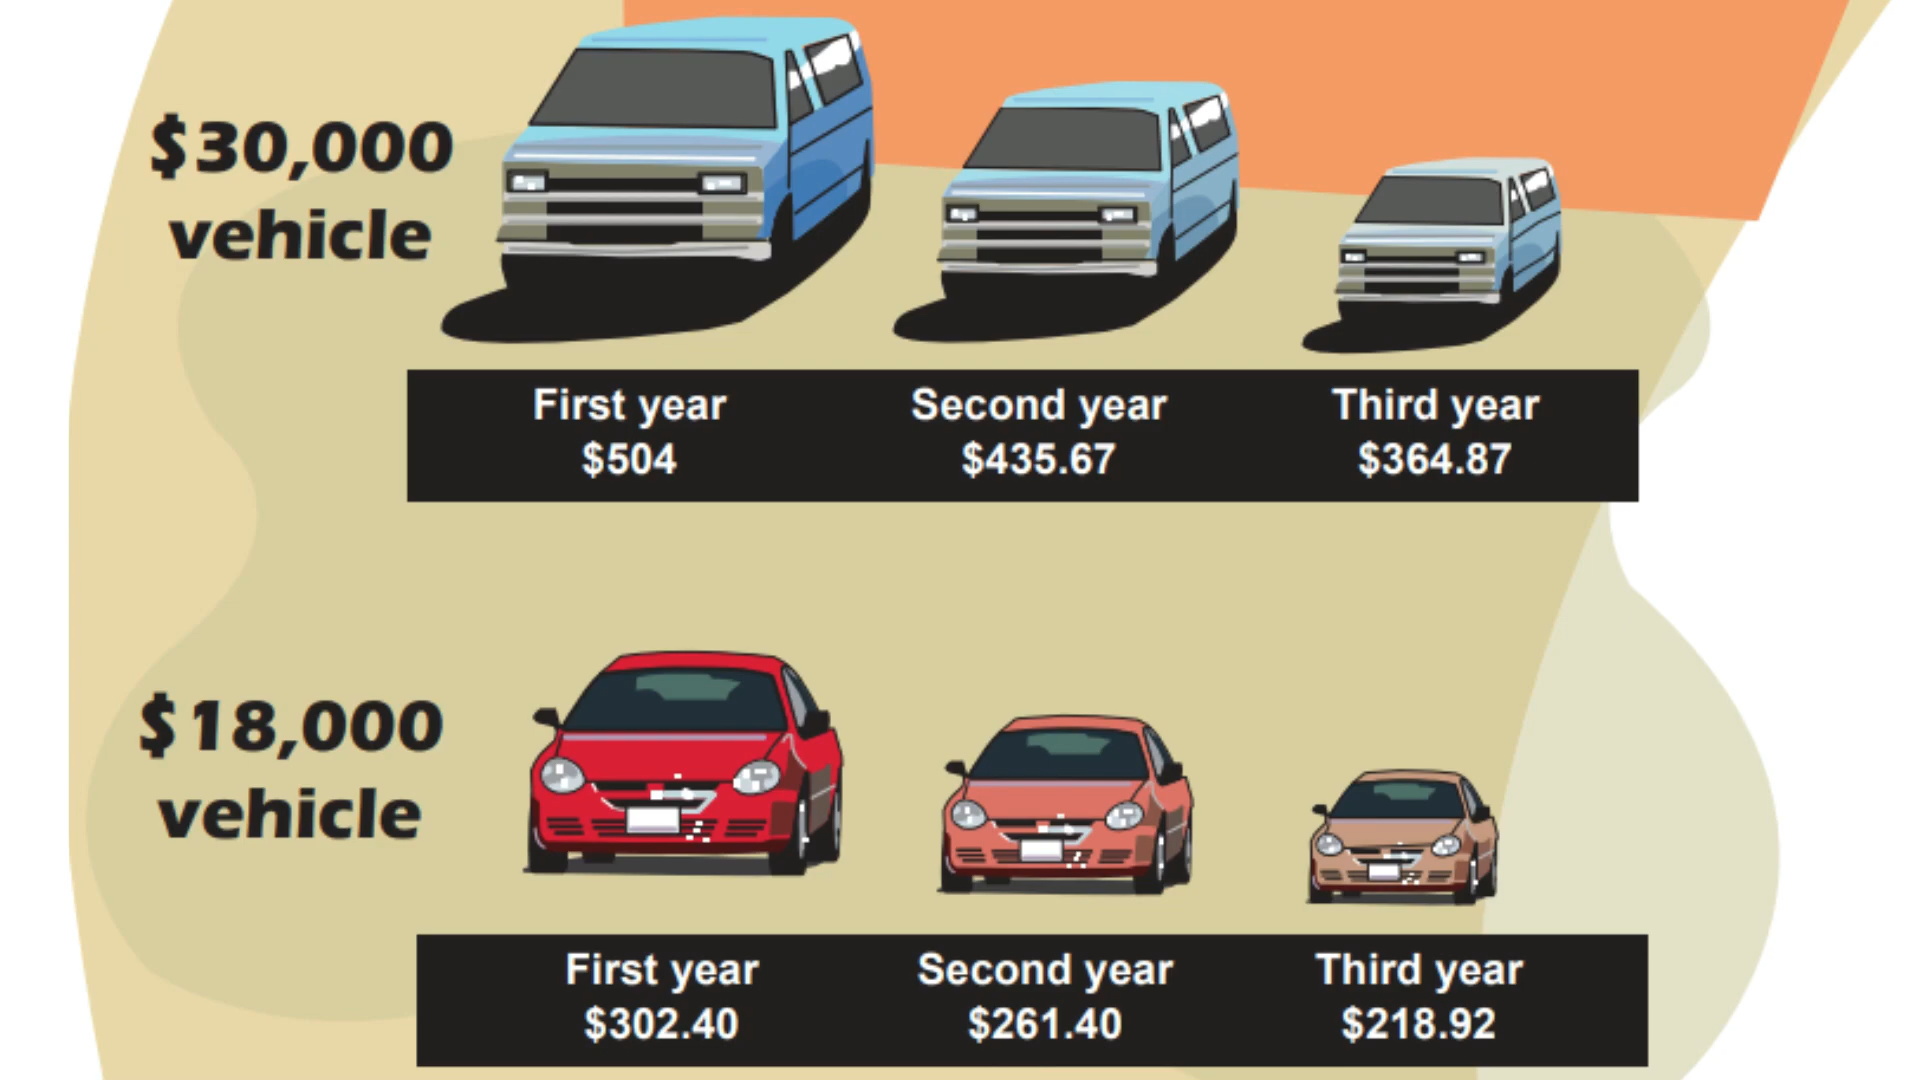 $30,000
vehicle
First year
Second year
Third year
$504
$435.67
$364.87
$18,000
vehicle
First year
Second year
Third year
$302.40
$261.40
$218.92